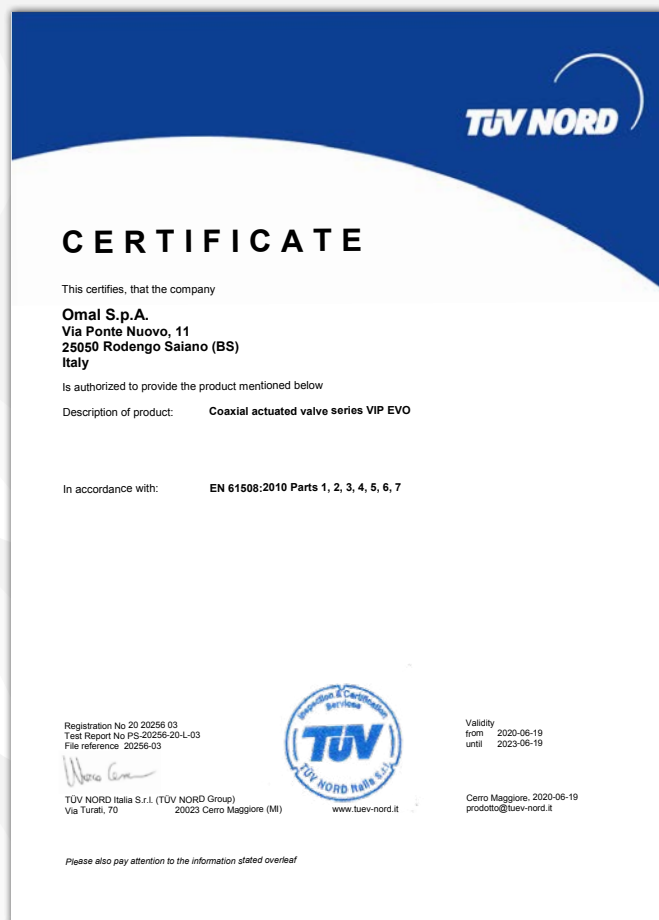 TÜV NORD
CERTIFICATE
This certifies, that the company
Omal S.p.A.
Via Ponte Nuovo, 11
25050 Rodengo Saiano (BS)
Italy
Is authorized to provide the product mentioned below
Description of product: Coaxial actuated valve series VIP EVO
In accordance with: EN 61508:2010 Parts 1, 2, 3, 4, 5, 6, 7
Registration No 20 20256 03
Test Report No PS-20256-20-L-03
File reference 20256-03
Inspection & Certification
Services
TÜV
TÜV NORD Italia S.r.l.
Validity
from 2020-06-19
until 2023-06-19
TÜV NORD Italia S.r.l. (TÜV NORD Group)
Via Turati, 70 20023 Cerro Maggiore (MI) www.tuev-nord.it
Cerro Maggiore, 2020-06-19
prodotto@tuev-nord.it
Please also pay attention to the information stated overleaf